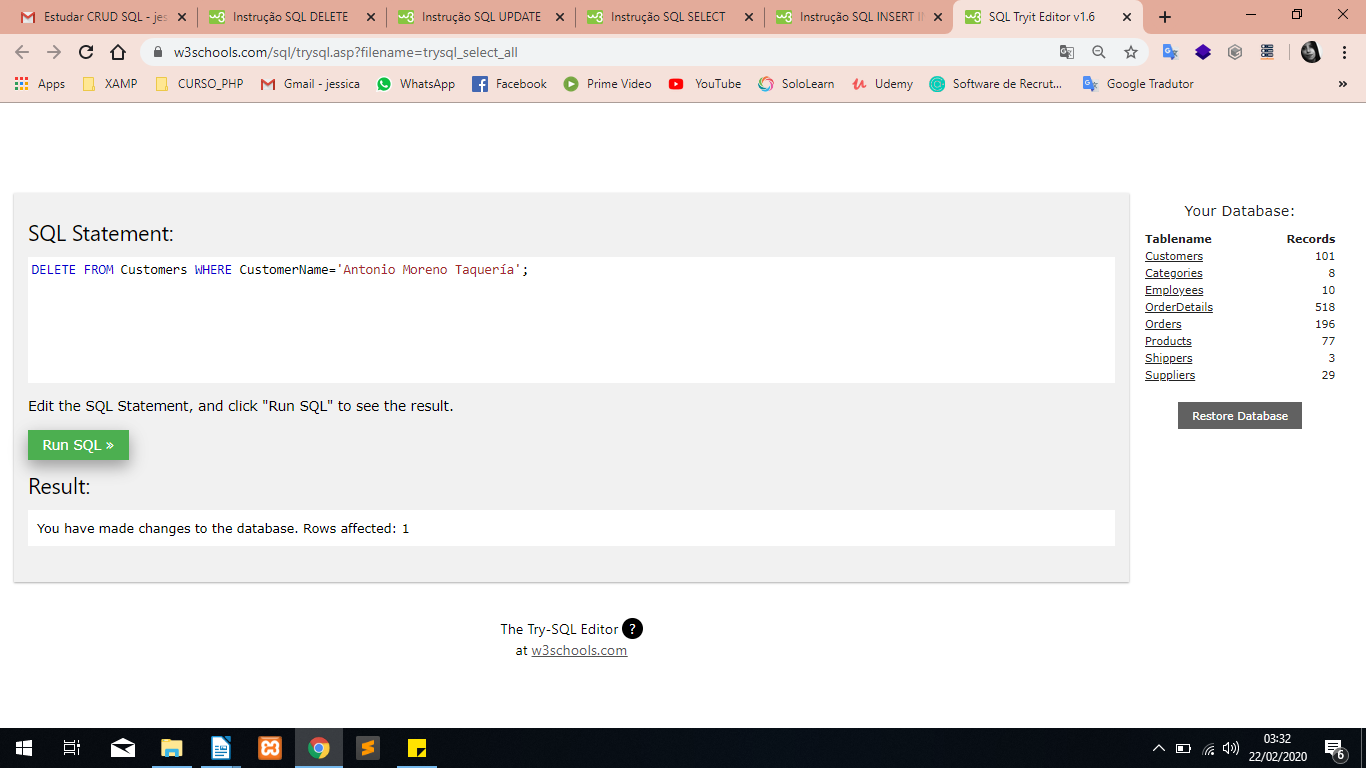 Estudar CRUD SQL - jes
Instrução SQL DELETE
Instrução SQL UPDATE
Instrução SQL SELECT
Instrução SQL INSERT IN
SQL Tryit Editor v1.6
w3schools.com/sql/trysql.asp?filename=trysql_select_all
Apps XAMP CURSO_PHP Gmail - jessica WhatsApp Facebook Prime Video YouTube SoloLearn Udemy Software de Recrut... Google Tradutor »
SQL Statement:
DELETE FROM Customers WHERE CustomerName='Antonio Moreno Taquería';
Edit the SQL Statement, and click "Run SQL" to see the result.
Run SQL »
Result:
You have made changes to the database. Rows affected: 1
Your Database:
Tablename Records
Customers 101
Categories 8
Employees 10
OrderDetails 518
Orders 196
Products 77
Shippers 3
Suppliers 29
Restore Database
The Try-SQL Editor ?
at w3schools.com
03:32
22/02/2020
6